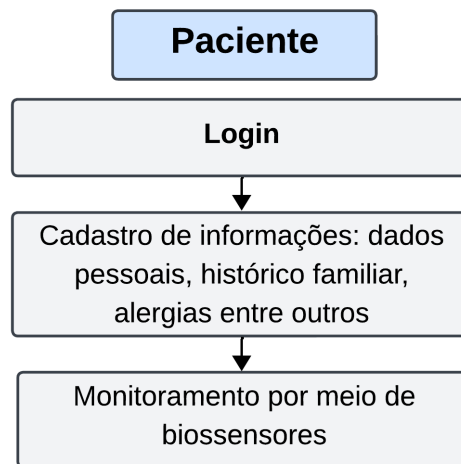 Paciente
Login
Cadastro de informações: dados
pessoais, histórico familiar,
alergias entre outros
Monitoramento por meio de
biossensores